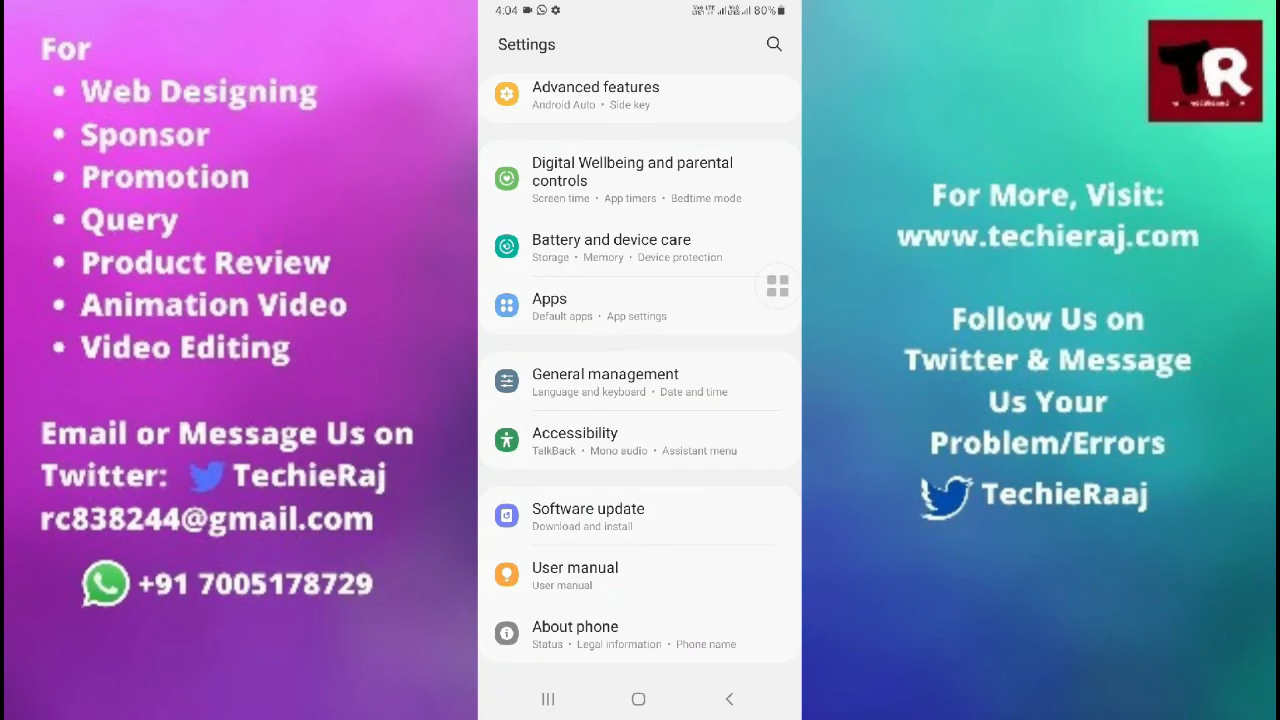 For
• Web Designing
• Sponsor
• Promotion
• Query
• Product Review
• Animation Video
• Video Editing
Email or Message Us on
Twitter: TechieRaj
rc838244@gmail.com
+91 7005178729
4:04
80%
Settings
Advanced features
Android Auto • Side key
Digital Wellbeing and parental
controls
Screen time • App timers • Bedtime mode
Battery and device care
Storage • Memory • Device protection
Apps
Default apps • App settings
General management
Language and keyboard • Date and time
Accessibility
TalkBack • Mono audio • Assistant menu
Software update
Download and install
User manual
User manual
About phone
Status • Legal information • Phone name
TR
For More, Visit:
www.techieraj.com
Follow Us on
Twitter & Message
Us Your
Problem/Errors
TechieRaaj